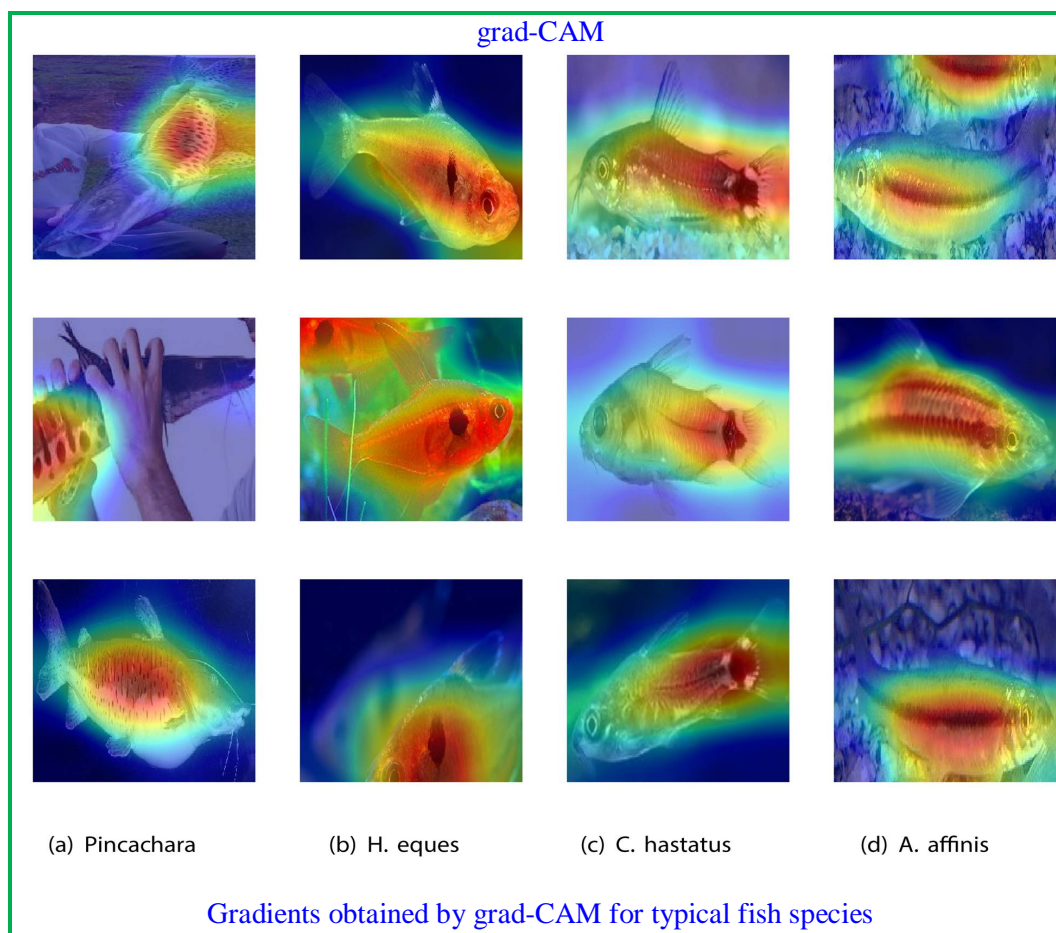 grad-CAM
(a) Pincachara
(b) H. eques
(c) C. hastatus
(d) A. affinis
Gradients obtained by grad-CAM for typical fish species